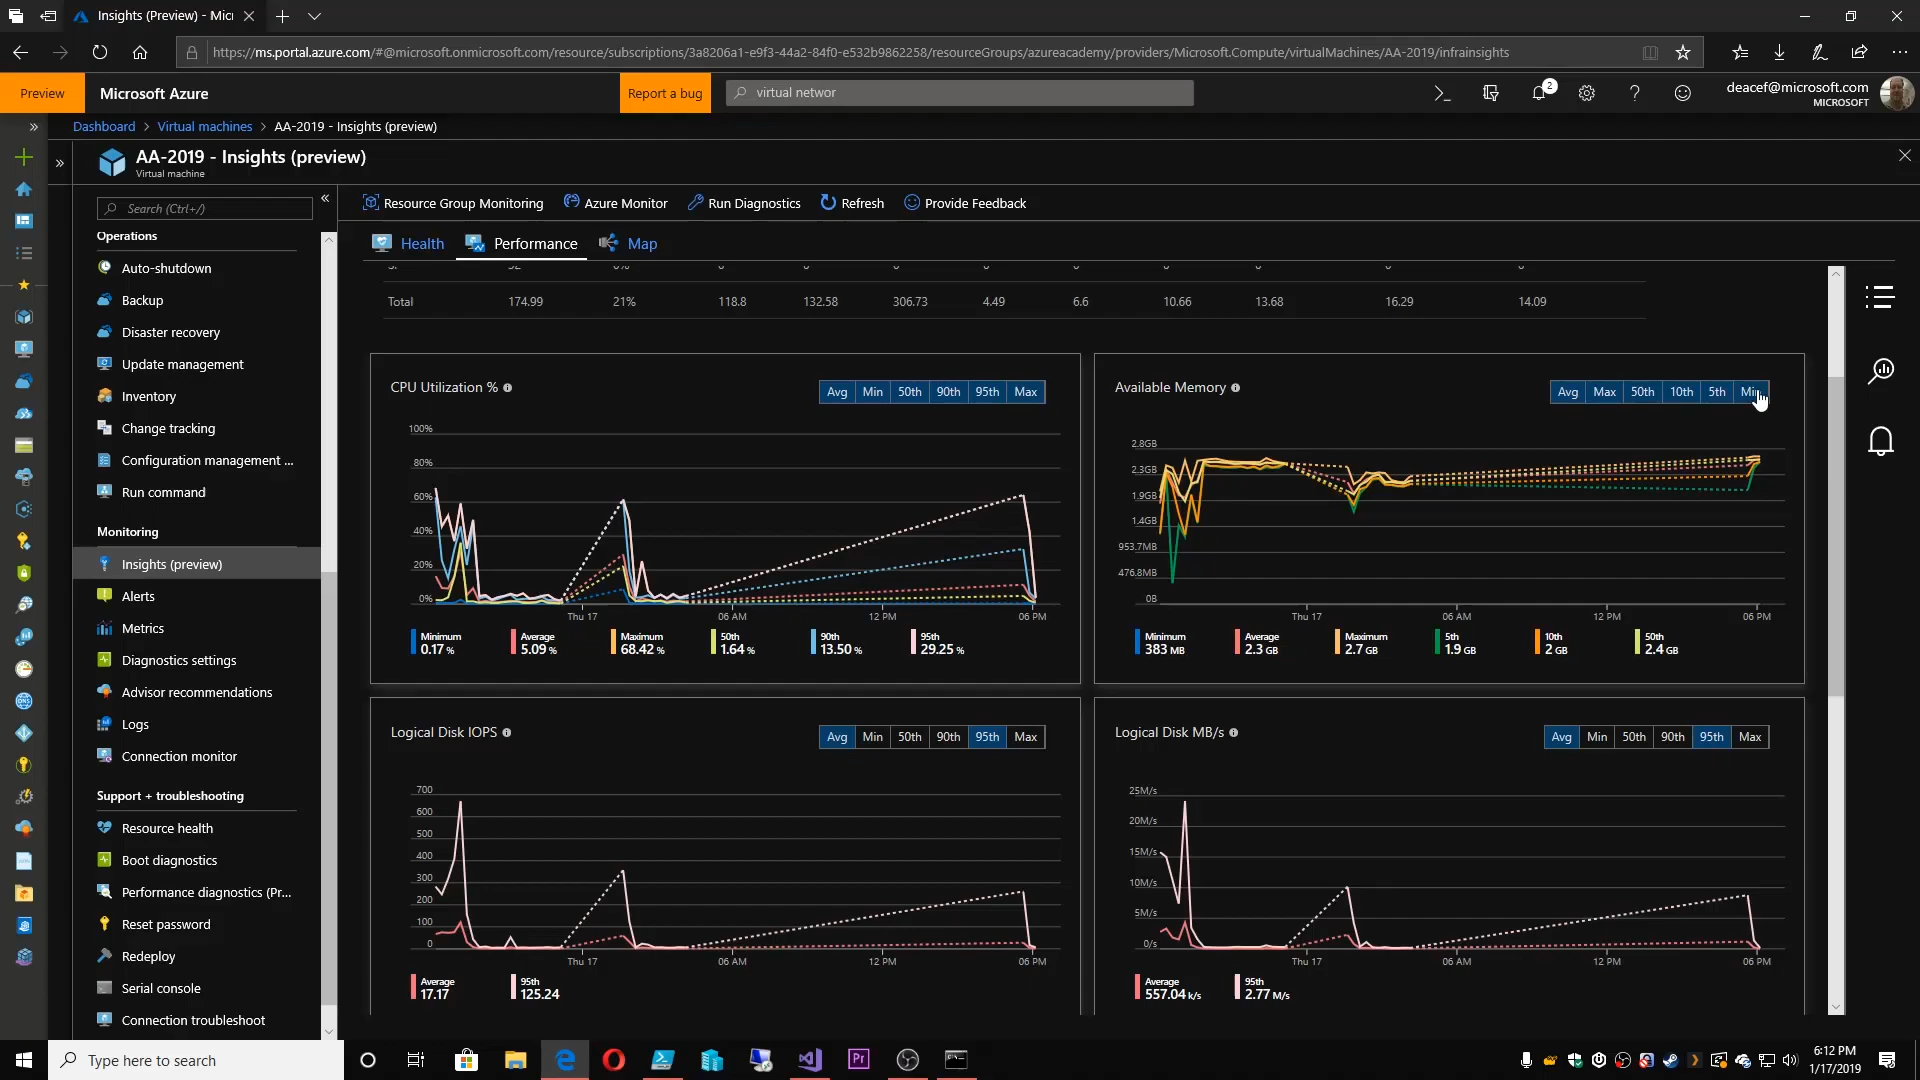 Insights (Preview) - Micr
https://ms.portal.azure.com/#@microsoft.onmicrosoft.com/resource/subscriptions/3a8206a1-e9f3-44a2-84f0-e532b9862258/resourceGroups/azureacademy/providers/Microsoft.Compute/virtualMachines/AA-2019/infrainsights
Preview
Microsoft Azure
Report a bug
virtual networ
2
deacef@microsoft.com
MICROSOFT
Dashboard > Virtual machines > AA-2019 - Insights (preview)
AA-2019 - Insights (preview)
Virtual machine
Search (Ctrl+/)
Operations
Auto-shutdown
Backup
Disaster recovery
Update management
Inventory
Change tracking
Configuration management ...
Run command
Monitoring
Insights (preview)
Alerts
Metrics
Diagnostics settings
Advisor recommendations
Logs
Connection monitor
Support + troubleshooting
Resource health
Boot diagnostics
Performance diagnostics (Pr...
Reset password
Redeploy
Serial console
Connection troubleshoot
Resource Group Monitoring
Azure Monitor
Run Diagnostics
Refresh
Provide Feedback
Health
Performance
Map
Total 174.99 21% 118.8 132.58 306.73 4.49 6.6 10.66 13.68 16.29 14.09
CPU Utilization %
Avg Min 50th 90th 95th Max
100%
80%
60%
40%
20%
0%
Thu 17 06 AM 12 PM 06 PM
Minimum Average Maximum 50th 90th 95th
0.17 % 5.09 % 68.42 % 1.64 % 13.50 % 29.25 %
Available Memory
Avg Max 50th 10th 5th Min
2.8GB
2.3GB
1.9GB
1.4GB
953.7MB
476.8MB
0B
Thu 17 06 AM 12 PM 06 PM
Minimum Average Maximum 5th 10th 50th
383 MB 2.3 GB 2.7 GB 1.9 GB 2 GB 2.4 GB
Logical Disk IOPS
Avg Min 50th 90th 95th Max
700
600
500
400
300
200
100
0
Thu 17 06 AM 12 PM 06 PM
Average 95th
17.17 125.24
Logical Disk MB/s
Avg Min 50th 90th 95th Max
25M/s
20M/s
15M/s
10M/s
5M/s
0/s
Thu 17 06 AM 12 PM 06 PM
Average 95th
557.04 k/s 2.77 M/s
Type here to search
Pr
6:12 PM
1/17/2019